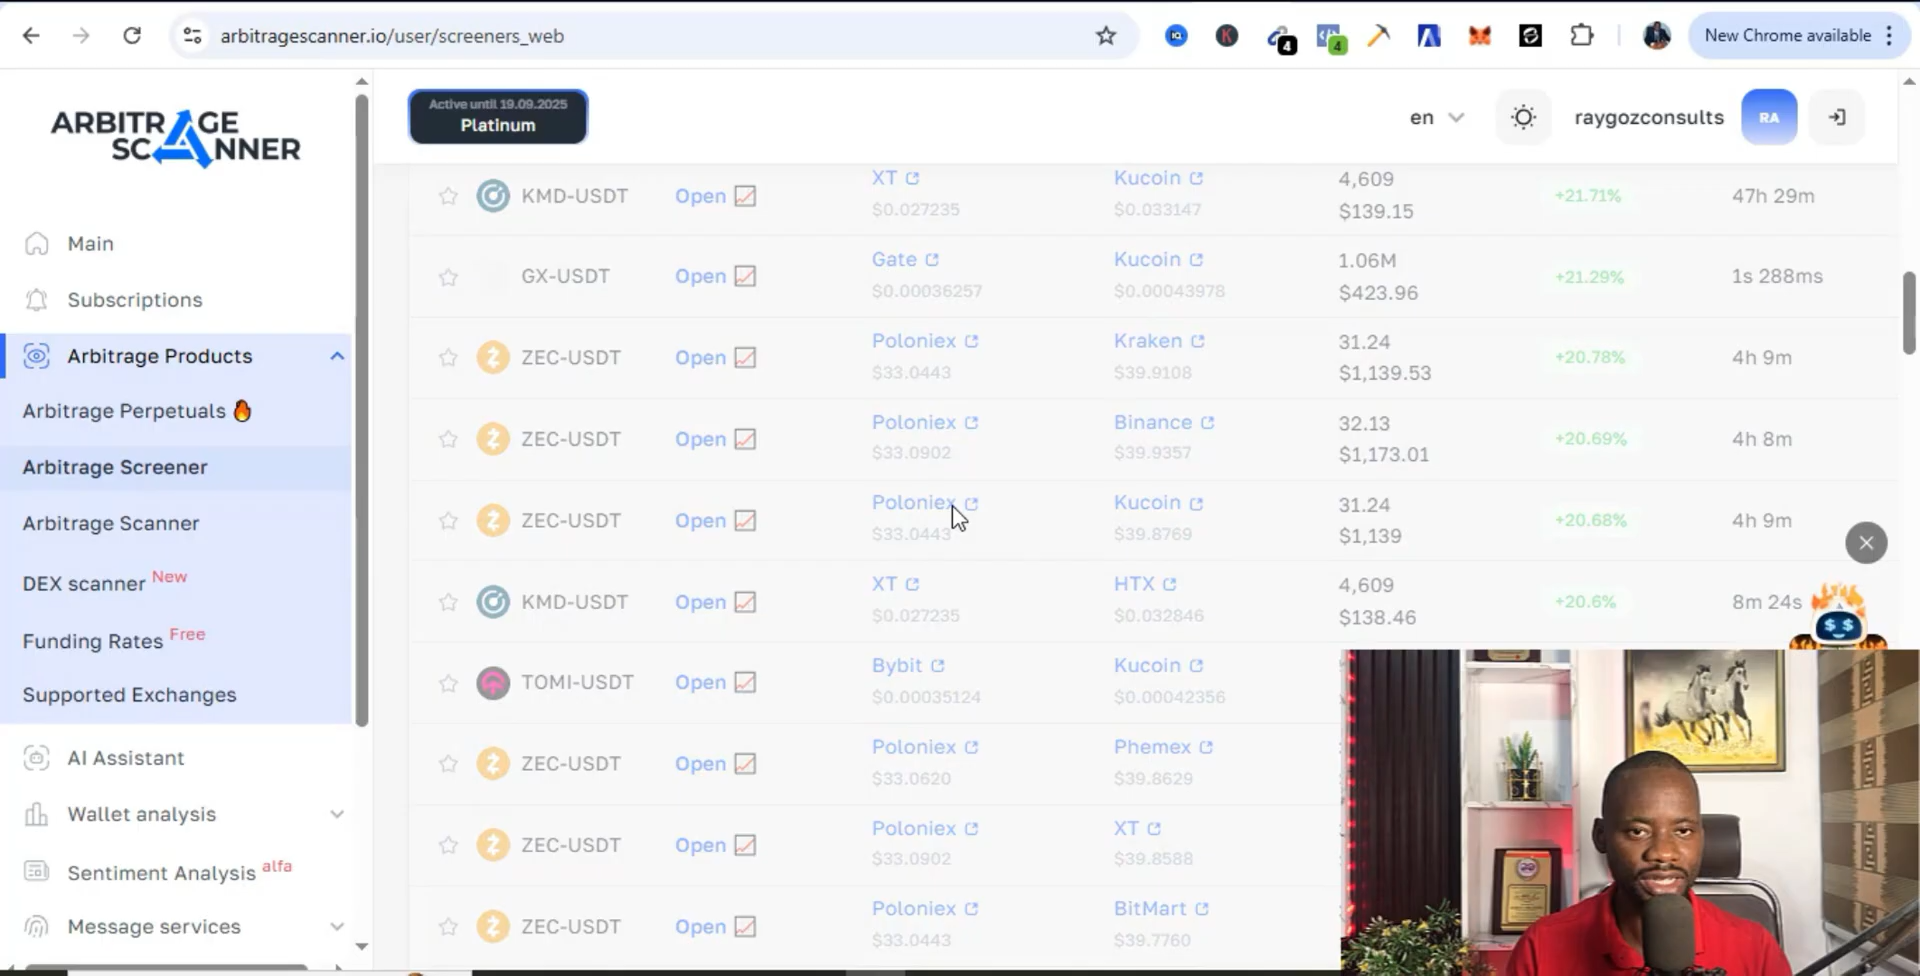 arbitragescanner.io/user/screeners_web
4
4
New Chrome available
ARBITRAGE
SCANNER
Active until 19.09.2025
Platinum
en
raygozconsults
RA
Main
Subscriptions
Arbitrage Products
Arbitrage Perpetuals
Arbitrage Screener
Arbitrage Scanner
DEX scanner New
Funding Rates Free
Supported Exchanges
AI Assistant
Wallet analysis
Sentiment Analysis alfa
Message services
KMD-USDT Open XT Kucoin 4,609 +21.71% 47h 29m
$0.027235 $0.033147 $139.15
GX-USDT Open Gate Kucoin 1.06M +21.29% 1s 288ms
$0.00036257 $0.00043978 $423.96
ZEC-USDT Open Poloniex Kraken 31.24 +20.78% 4h 9m
$33.0443 $39.9108 $1,139.53
ZEC-USDT Open Poloniex Binance 32.13 +20.69% 4h 8m
$33.0902 $39.9357 $1,173.01
ZEC-USDT Open Poloniex Kucoin 31.24 +20.68% 4h 9m
$33.0443 $39.8769 $1,139
KMD-USDT Open XT HTX 4,609 +20.6% 8m 24s
$0.027235 $0.032846 $138.46
TOMI-USDT Open Bybit Kucoin
$0.00035124 $0.00042356
ZEC-USDT Open Poloniex Phemex
$33.0620 $39.8629
ZEC-USDT Open Poloniex XT
$33.0902 $39.8588
ZEC-USDT Open Poloniex BitMart
$33.0443 $39.7760